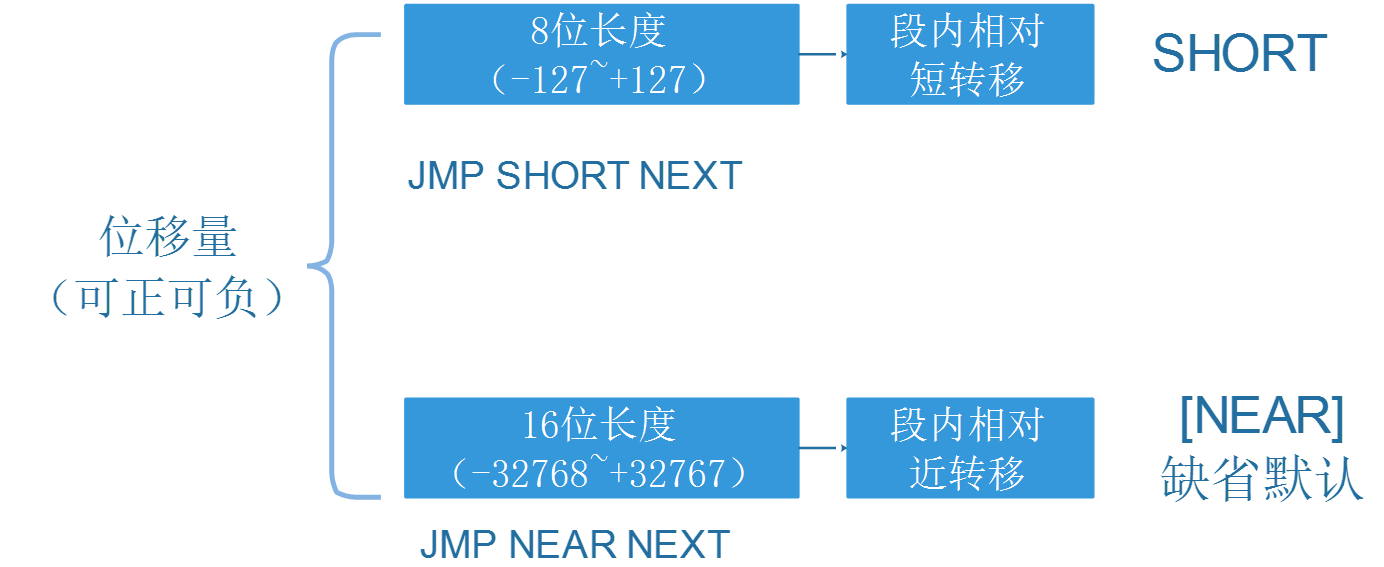 8位长度
（-127~+127）
段内相对
短转移
SHORT
JMP SHORT NEXT
位移量
（可正可负）
16位长度
（-32768~+32767）
段内相对
近转移
[NEAR]
缺省默认
JMP NEAR NEXT